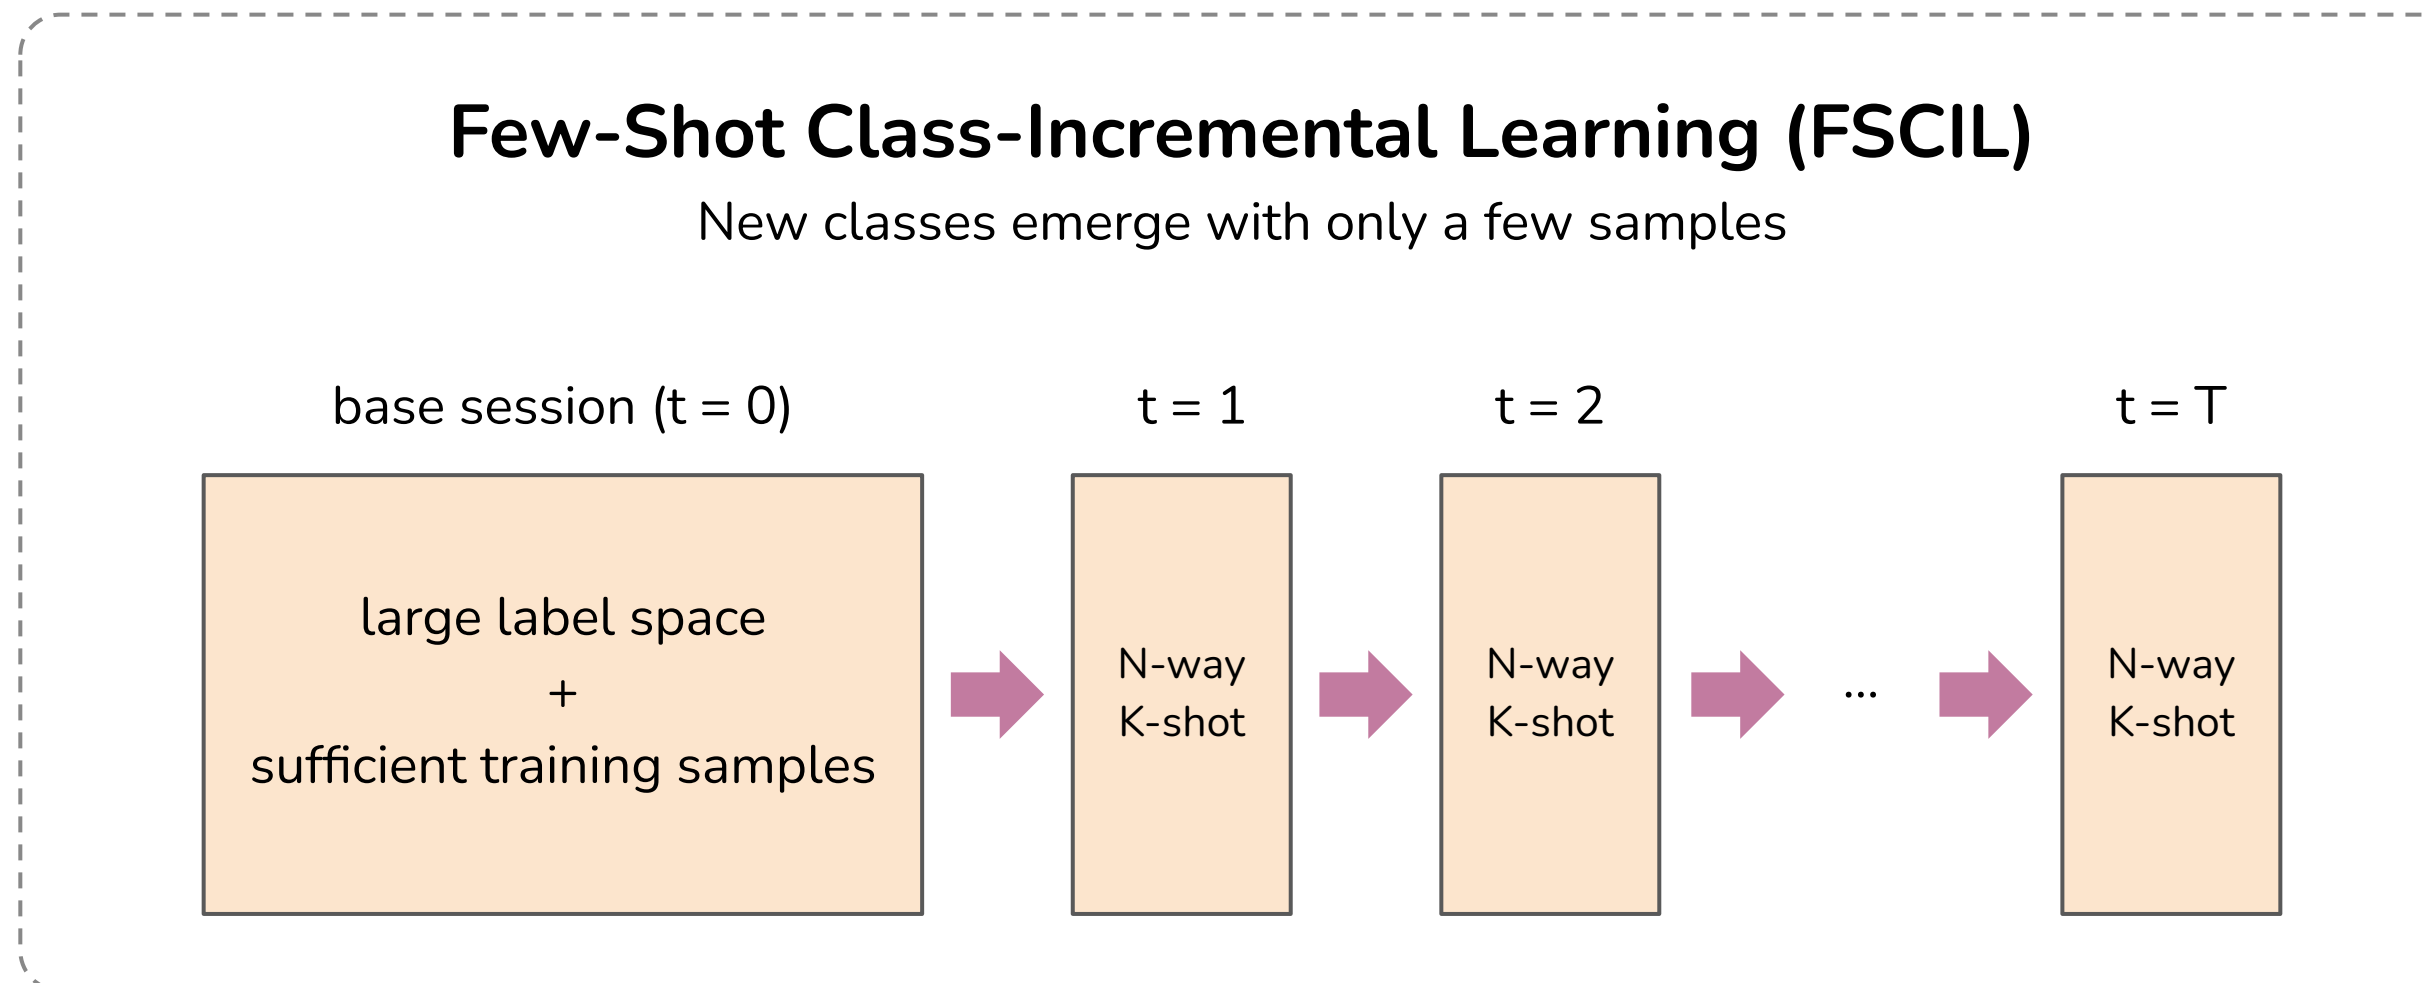 Few-Shot Class-Incremental Learning (FSCIL)
New classes emerge with only a few samples
base session (t = 0)
t = 1
t = 2
t = T
large label space
+
sufficient training samples
N-way
K-shot
N-way
K-shot
...
N-way
K-shot